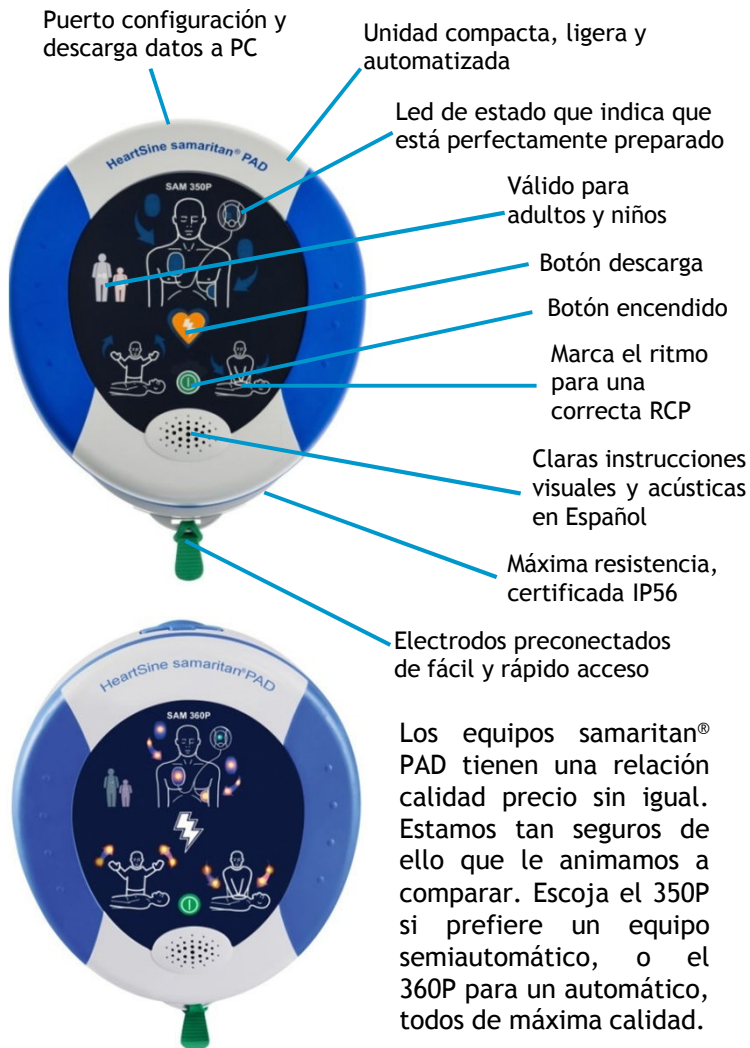 Puerto configuración y
descarga datos a PC
Unidad compacta, ligera y
automatizada
Led de estado que indica que
está perfectamente preparado
Válido para
adultos y niños
Botón descarga
Botón encendido
Marca el ritmo
para una
correcta RCP
Claras instrucciones
visuales y acústicas
en Español
Máxima resistencia,
certificada IP56
Electrodos preconectados
de fácil y rápido acceso
HeartSine samaritan® PAD
SAM 350P
HeartSine samaritan® PAD
SAM 360P
Los equipos samaritan®
PAD tienen una relación
calidad precio sin igual.
Estamos tan seguros de
ello que le animamos a
comparar. Escoja el 350P
si prefiere un equipo
semiautomático, o el
360P para un automático,
todos de máxima calidad.